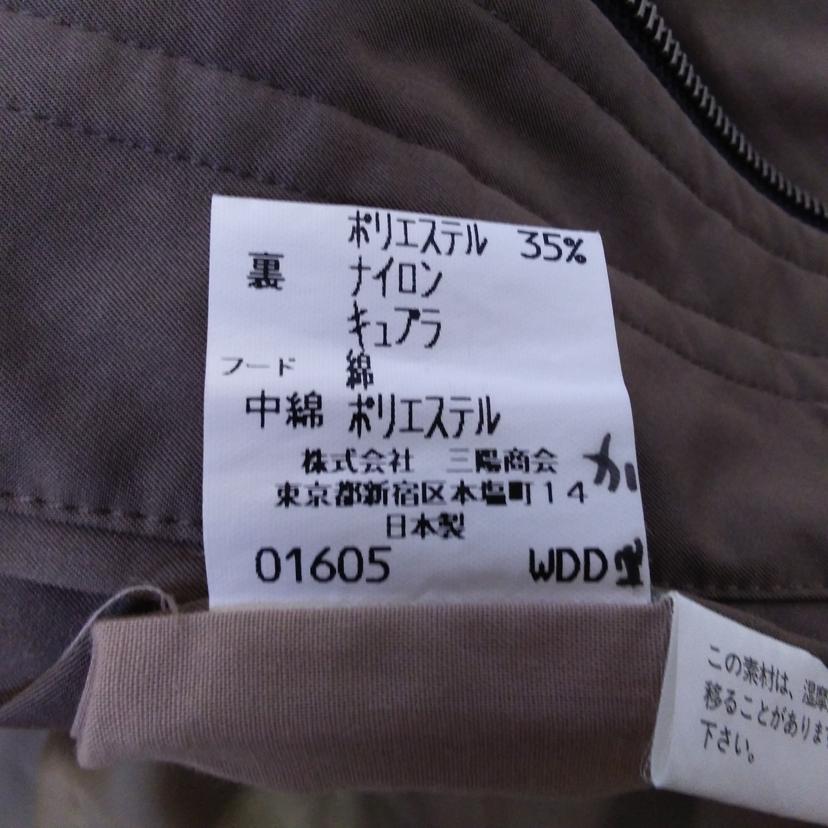 ポリエステル 35%
裏 ナイロン
キュプラ
フード 綿
中綿 ポリエステル
株式会社 三陽商会
東京都新宿区本塩町14
日本製
01605 WDD
この素材は、湿摩
移ることがありま
下さい。